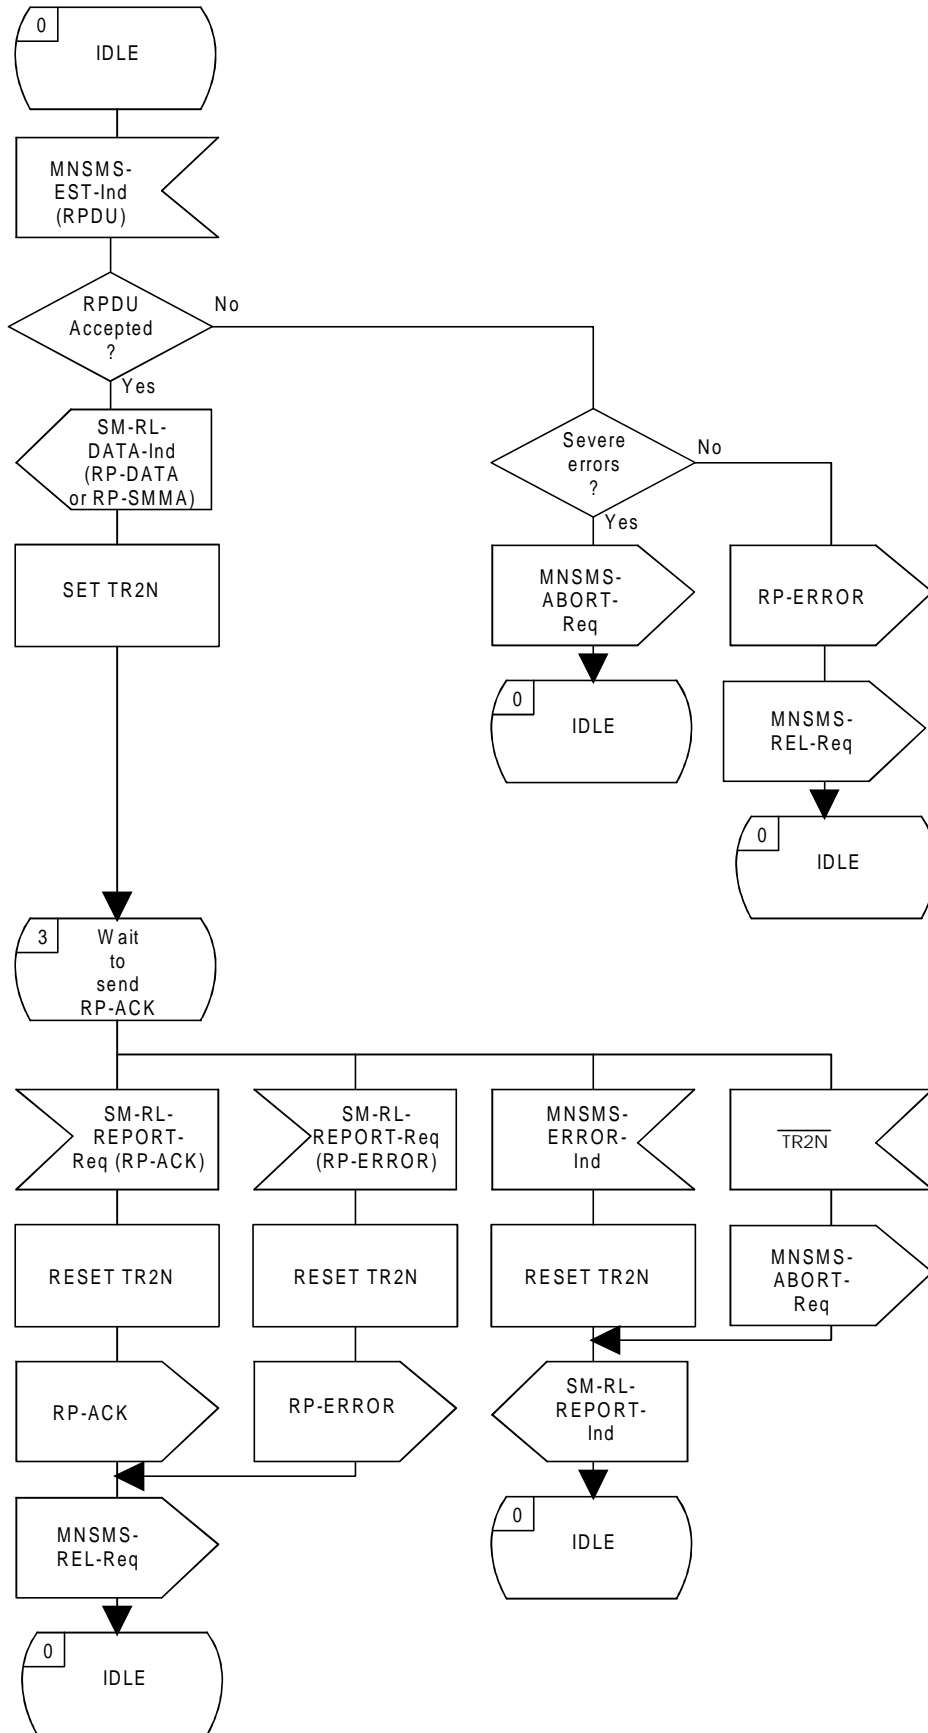 0
IDLE
MNSMS-
EST-Ind
(RPDU)
RPDU
Accepted
?
No
Yes
SM-RL-
DATA-Ind
(RP-DATA
or RP-SMMA)
Severe
errors
?
No
Yes
SET TR2N
MNSMS-
ABORT-
Req
RP-ERROR
0
IDLE
MNSMS-
REL-Req
0
IDLE
3
Wait
to
send
RP-ACK
SM-RL-
REPORT-
Req (RP-ACK)
SM-RL-
REPORT-Req
(RP-ERROR)
MNSMS-
ERROR-
Ind
TR2N
RESET TR2N
RESET TR2N
RESET TR2N
MNSMS-
ABORT-
Req
RP-ACK
RP-ERROR
SM-RL-
REPORT-
Ind
MNSMS-
REL-Req
0
IDLE
0
IDLE